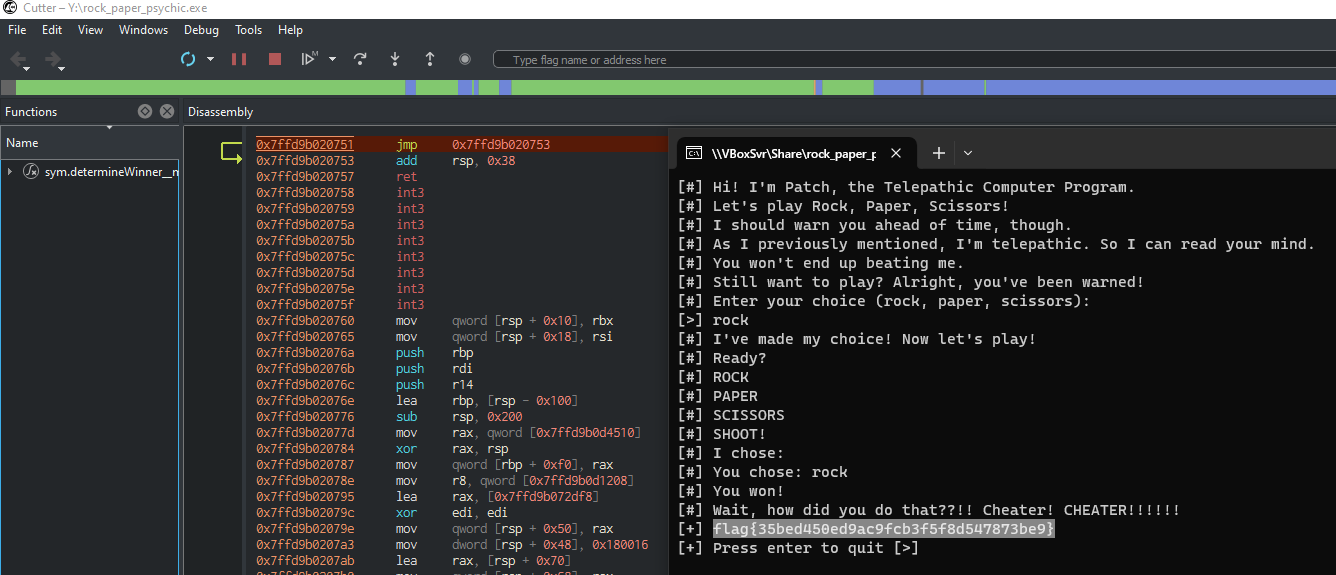 Cutter – Y:\rock_paper_psychic.exe
File Edit View Windows Debug Tools Help
Type flag name or address here
Functions
Disassembly
Name
sym.determineWinner__n
0x7ffd9b020751 jmp 0x7ffd9b020753
0x7ffd9b020753 add rsp, 0x38
0x7ffd9b020757 ret
0x7ffd9b020758 int3
0x7ffd9b020759 int3
0x7ffd9b02075a int3
0x7ffd9b02075b int3
0x7ffd9b02075c int3
0x7ffd9b02075d int3
0x7ffd9b02075e int3
0x7ffd9b02075f int3
0x7ffd9b020760 mov qword [rsp + 0x10], rbx
0x7ffd9b020765 mov qword [rsp + 0x18], rsi
0x7ffd9b02076a push rbp
0x7ffd9b02076b push rdi
0x7ffd9b02076c push r14
0x7ffd9b02076e lea rbp, [rsp - 0x100]
0x7ffd9b020776 sub rsp, 0x200
0x7ffd9b02077d mov rax, qword [0x7ffd9b0d4510]
0x7ffd9b020784 xor rax, rsp
0x7ffd9b020787 mov qword [rbp + 0xf0], rax
0x7ffd9b02078e mov r8, qword [0x7ffd9b0d1208]
0x7ffd9b020795 lea rax, [0x7ffd9b072df8]
0x7ffd9b02079c xor edi, edi
0x7ffd9b02079e mov qword [rsp + 0x50], rax
0x7ffd9b0207a3 mov dword [rsp + 0x48], 0x180016
0x7ffd9b0207ab lea rax, [rsp + 0x70]
\\VBoxSvr\Share\rock_paper_p
[#] Hi! I'm Patch, the Telepathic Computer Program.
[#] Let's play Rock, Paper, Scissors!
[#] I should warn you ahead of time, though.
[#] As I previously mentioned, I'm telepathic. So I can read your mind.
[#] You won't end up beating me.
[#] Still want to play? Alright, you've been warned!
[#] Enter your choice (rock, paper, scissors):
[>] rock
[#] I've made my choice! Now let's play!
[#] Ready?
[#] ROCK
[#] PAPER
[#] SCISSORS
[#] SHOOT!
[#] I chose:
[#] You chose: rock
[#] You won!
[#] Wait, how did you do that??!! Cheater! CHEATER!!!!!!
[+] flag{35bed450ed9ac9fcb3f5f8d547873be9}
[+] Press enter to quit [>]